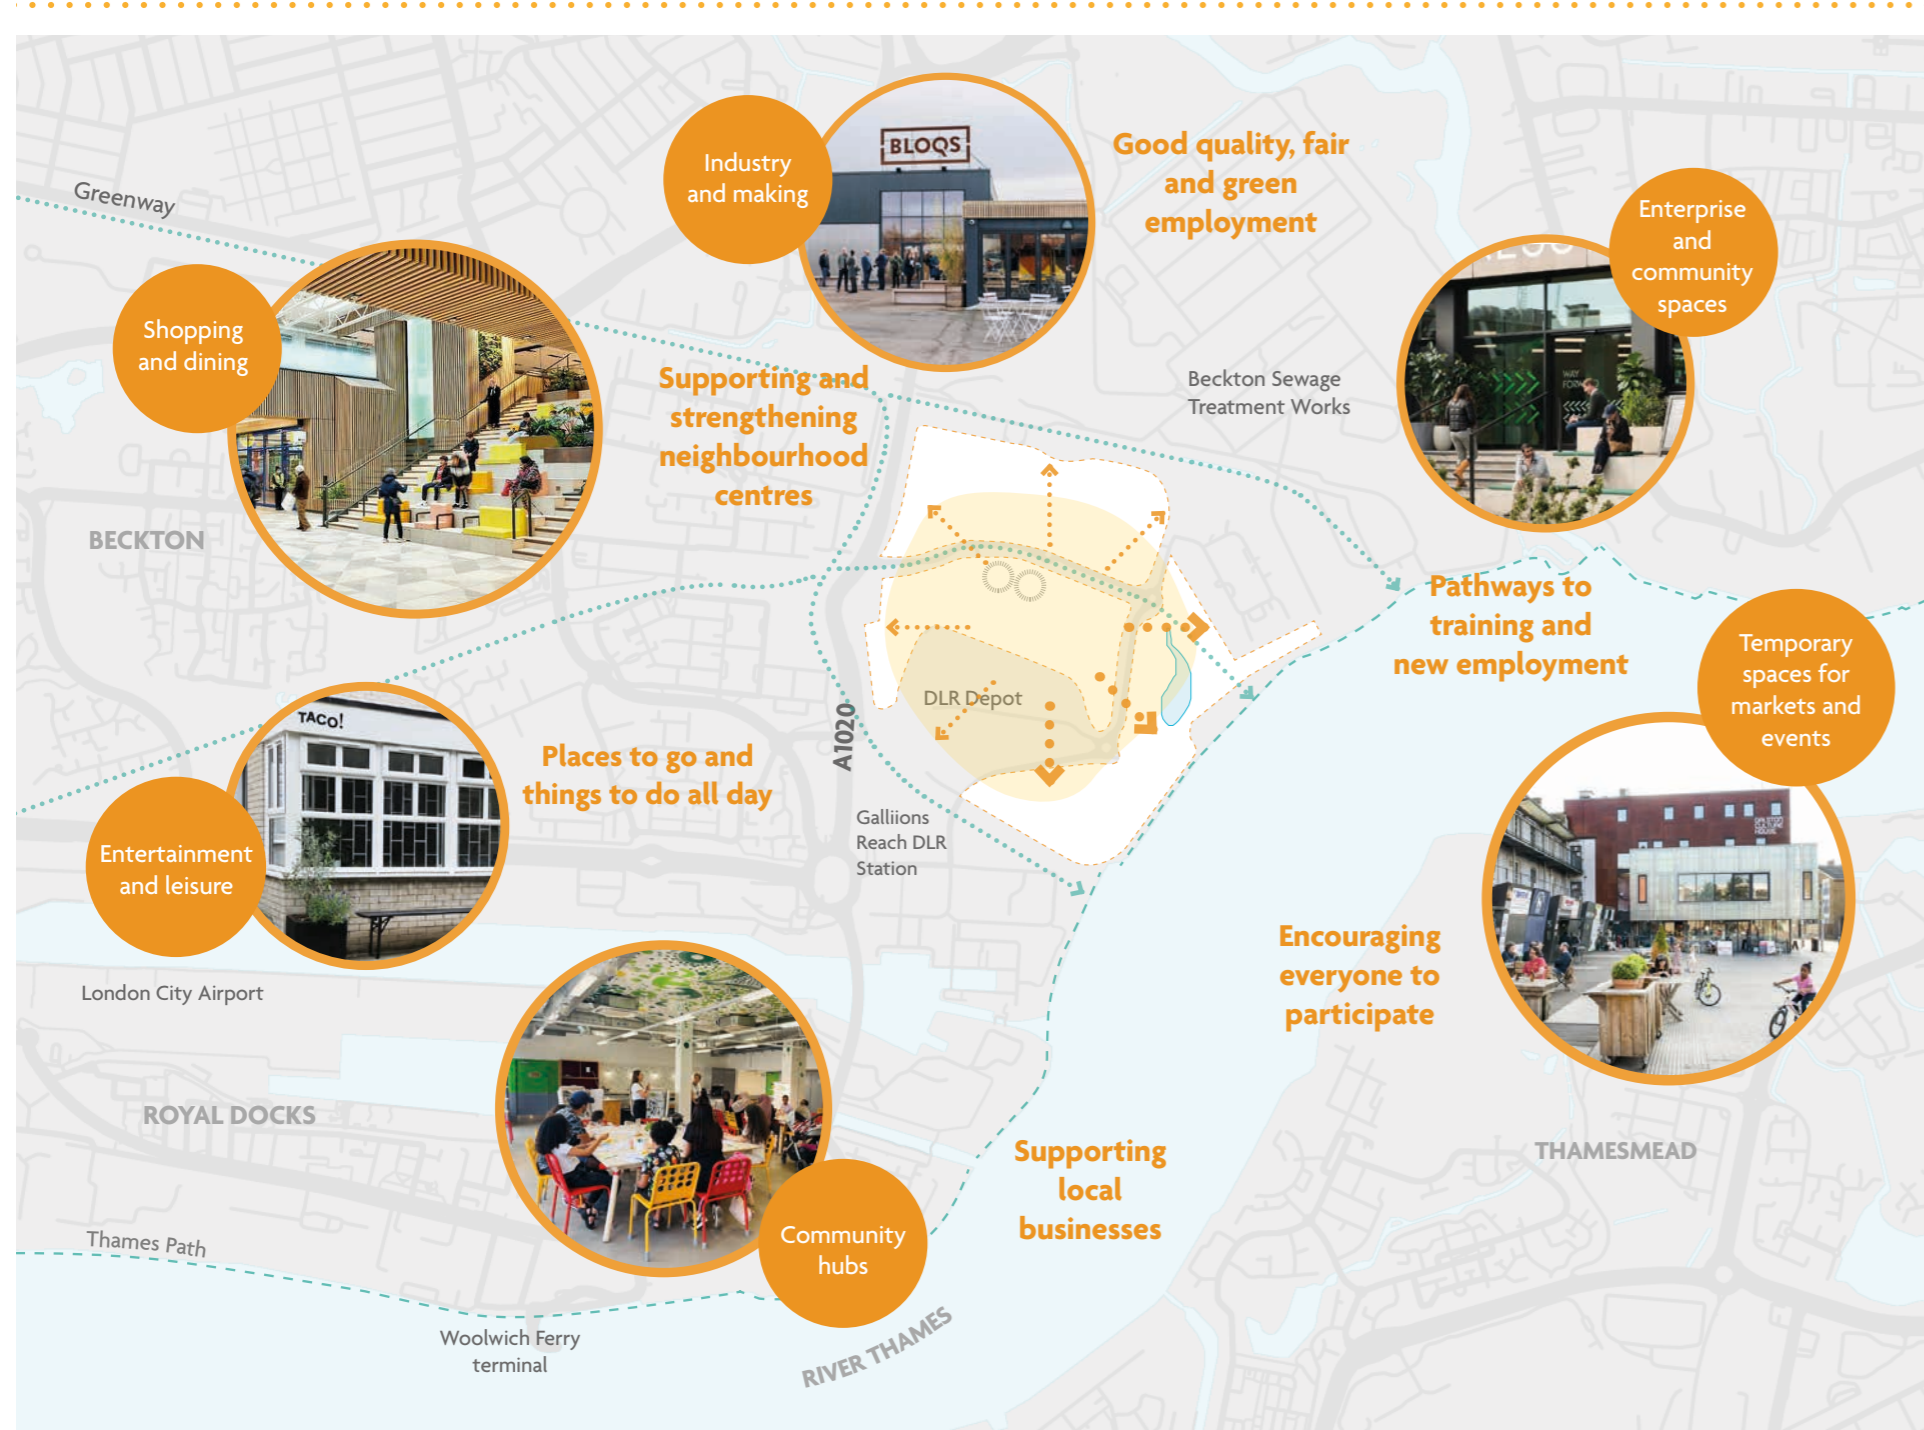 Greenway
Industry
and making
BLOQS
Good quality, fair
and green
employment
Enterprise
and
community
spaces
Shopping
and dining
Supporting and
strengthening
neighbourhood
centres
Beckton Sewage
Treatment Works
WAY
BECKTON
Pathways to
training and
new employment
Temporary
spaces for
markets and
events
DLR Depot
A1020
TACO!
Places to go and
things to do all day
Galliions
Reach DLR
Station
DALSTON
CULTURE
HOUSE
Entertainment
and leisure
Encouraging
everyone to
participate
London City Airport
ROYAL DOCKS
Supporting
local
businesses
THAMESMEAD
Community
hubs
Thames Path
Woolwich Ferry
terminal
RIVER THAMES